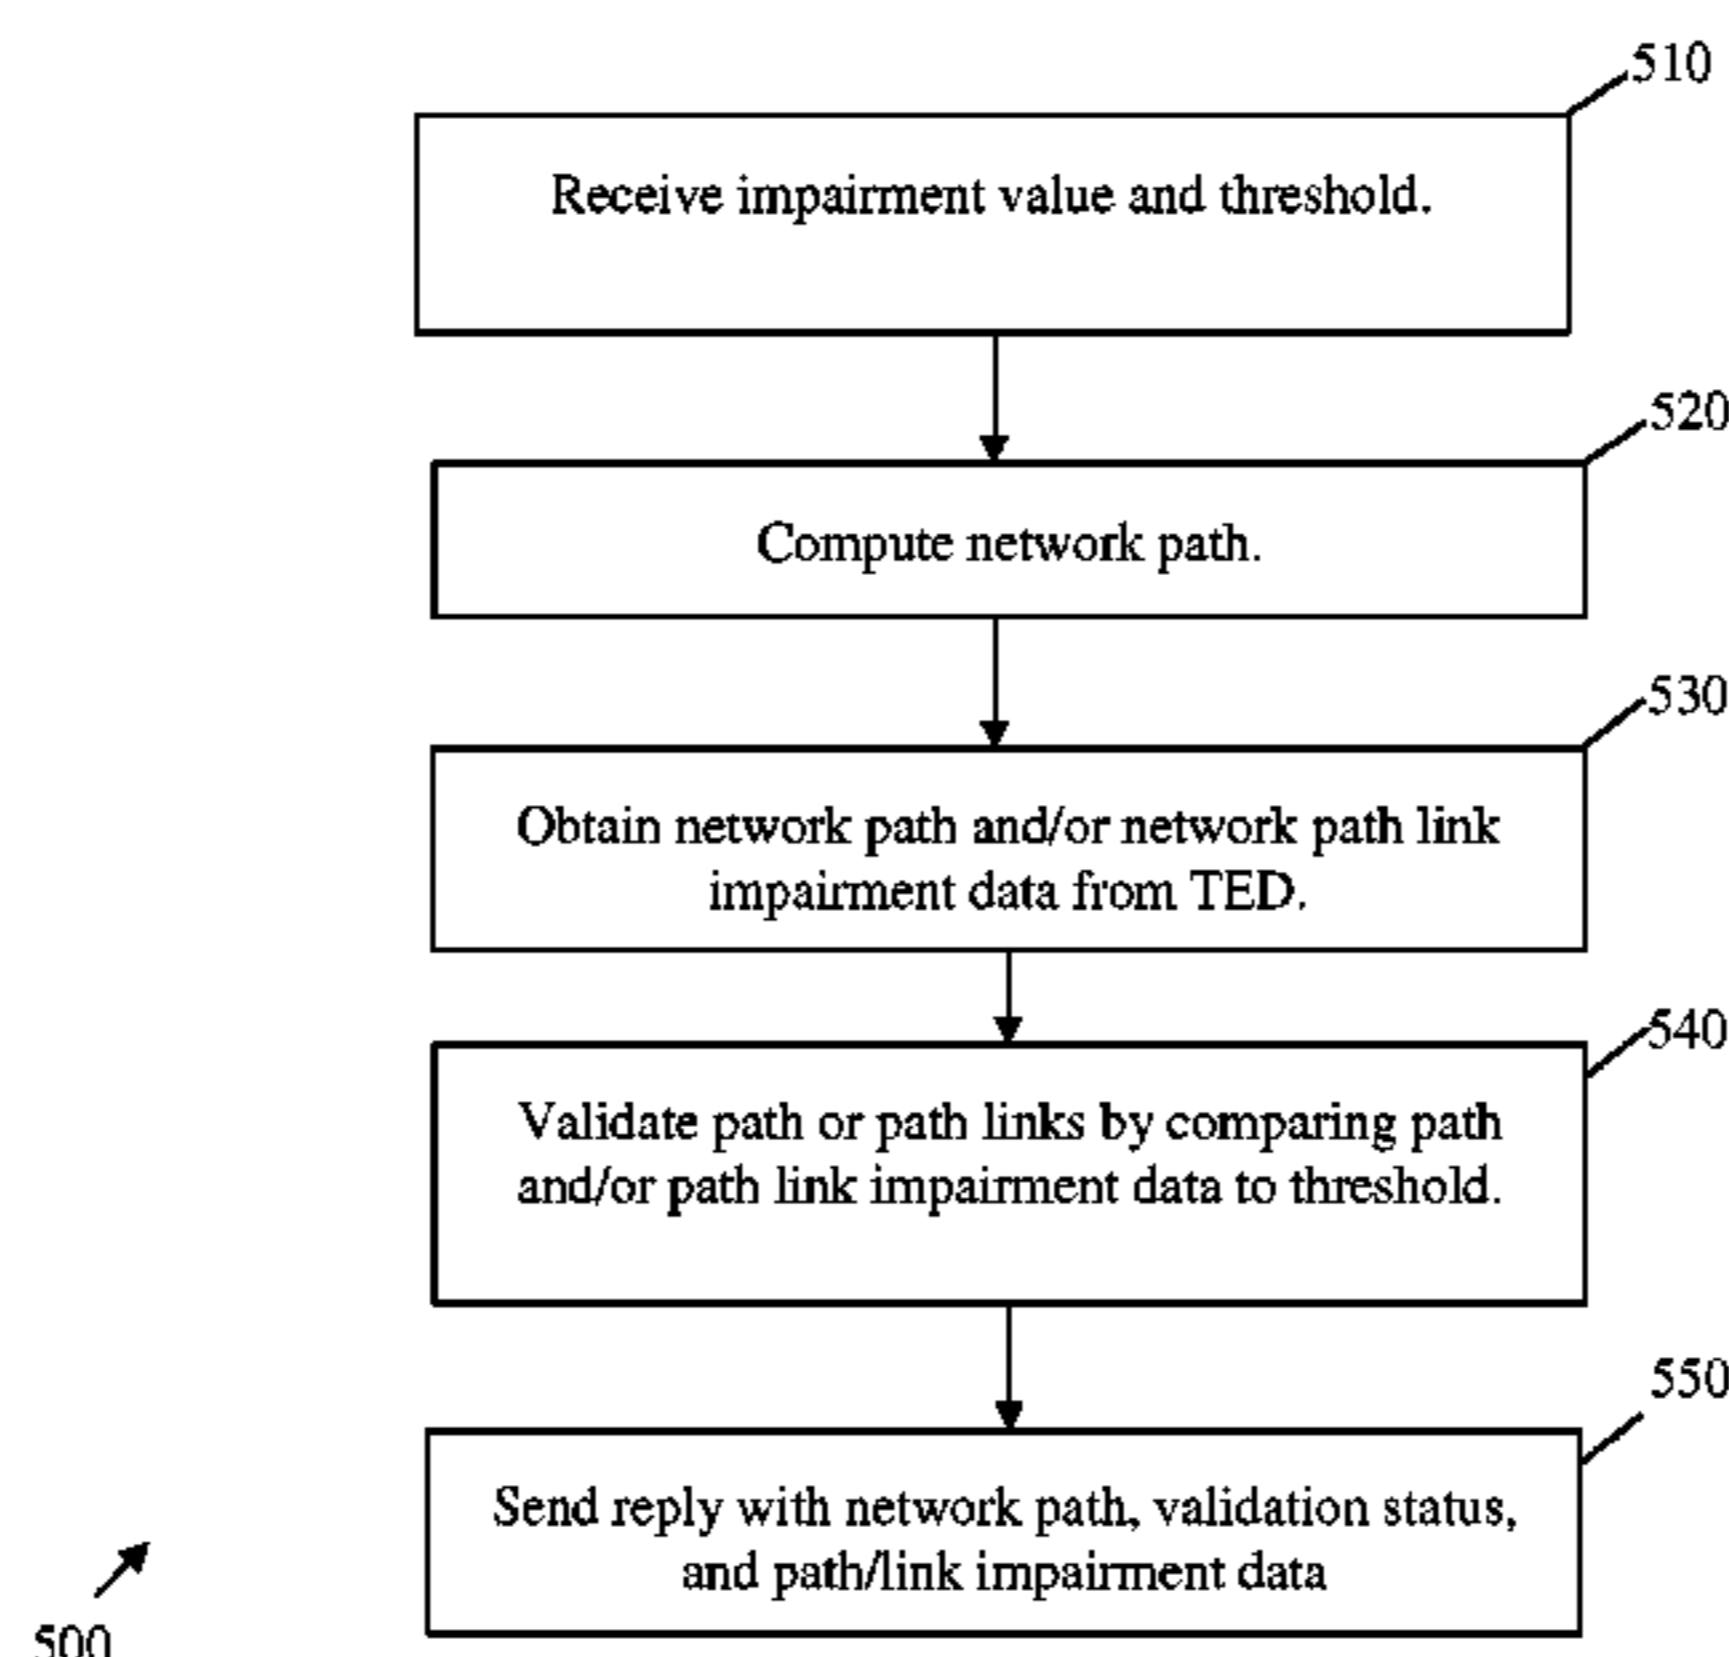 510
Receive impairment value and threshold.
520
Compute network path.
530
Obtain network path and/or network path link
impairment data from TED.
540
Validate path or path links by comparing path
and/or path link impairment data to threshold.
550
Send reply with network path, validation status,
and path/link impairment data
500